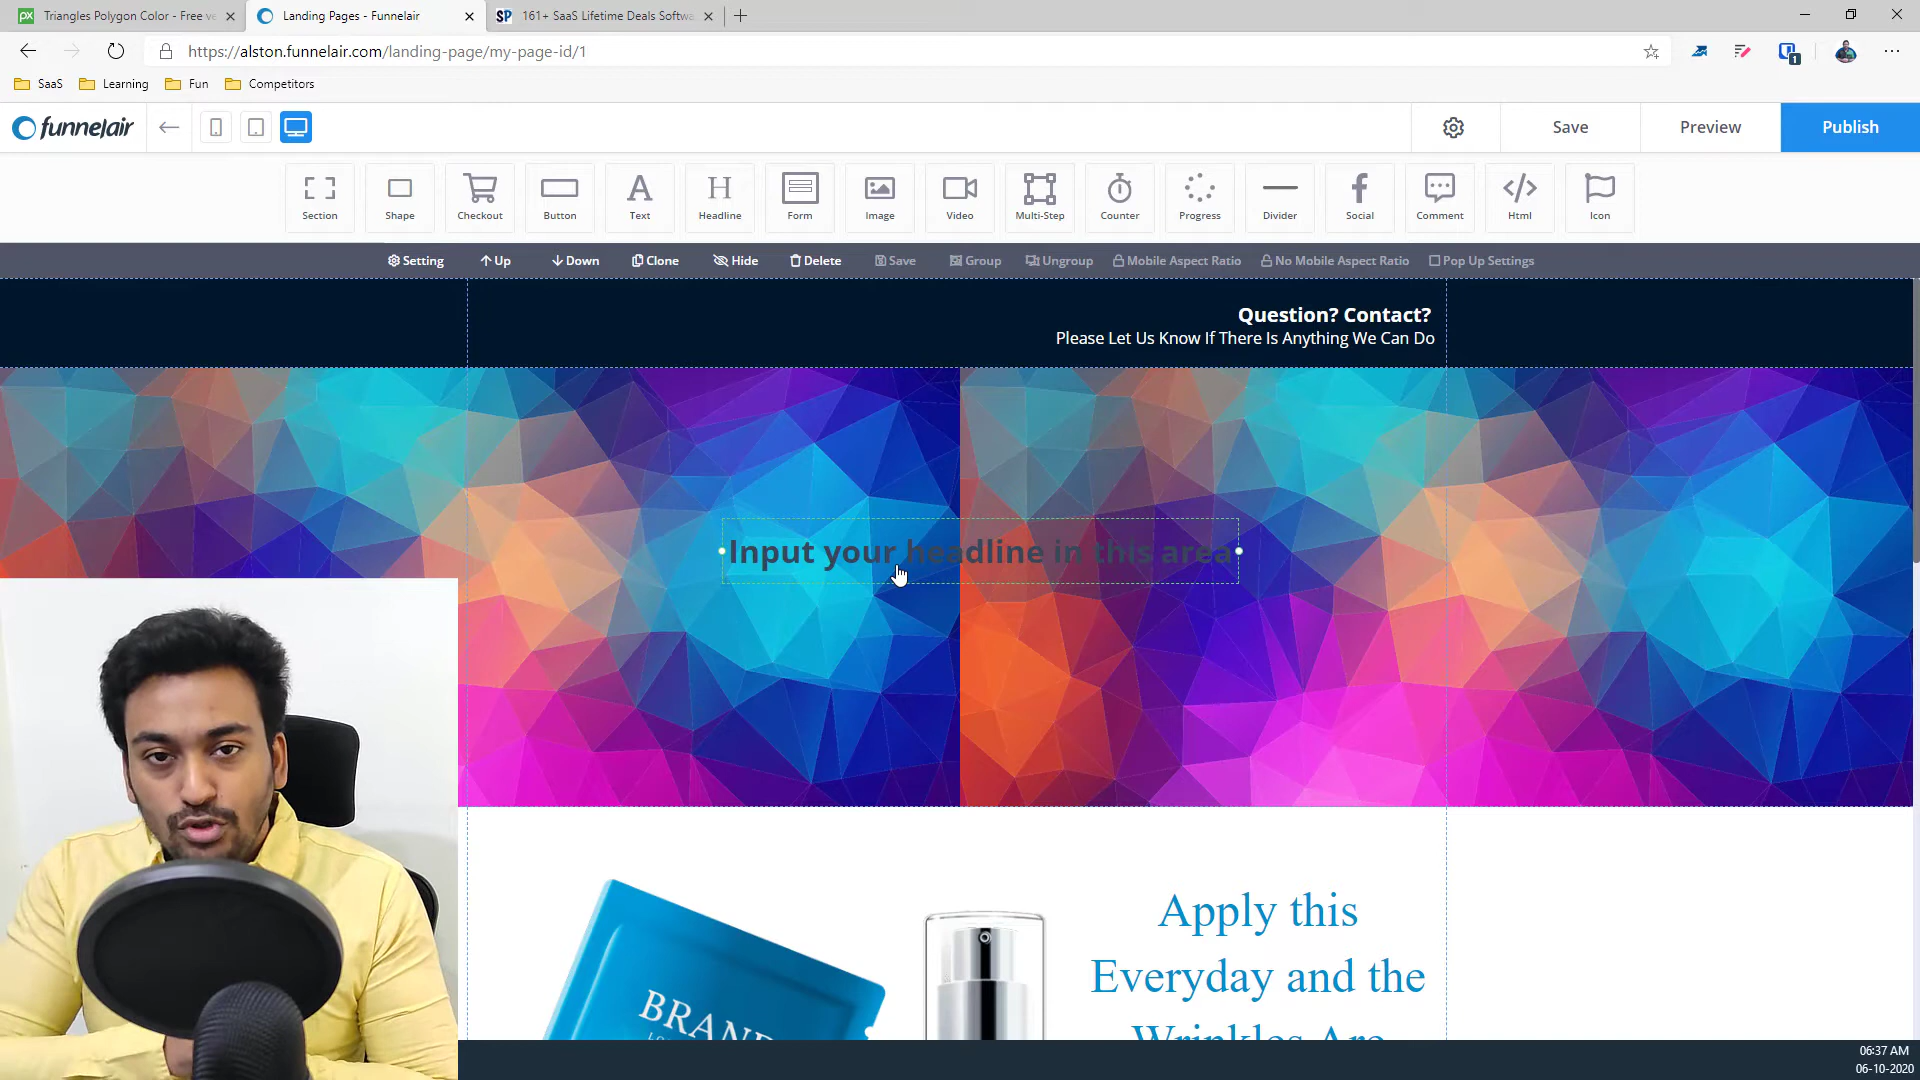 Triangles Polygon Color - Free ve
Landing Pages - Funnelair
161+ SaaS Lifetime Deals Softwa
https://alston.funnelair.com/landing-page/my-page-id/1
SaaS
Learning
Fun
Competitors
funnelair
Save
Preview
Publish
Section
Shape
Checkout
Button
Text
Headline
Form
Image
Video
Multi-Step
Counter
Progress
Divider
Social
Comment
Html
Icon
Setting
Up
Down
Clone
Hide
Delete
Save
Group
Ungroup
Mobile Aspect Ratio
No Mobile Aspect Ratio
Pop Up Settings
Question? Contact?
Please Let Us Know If There Is Anything We Can Do
Input your headline in this area
Apply this
Everyday and the
Wrinkles Are
BRAND
06:37 AM
06-10-2020